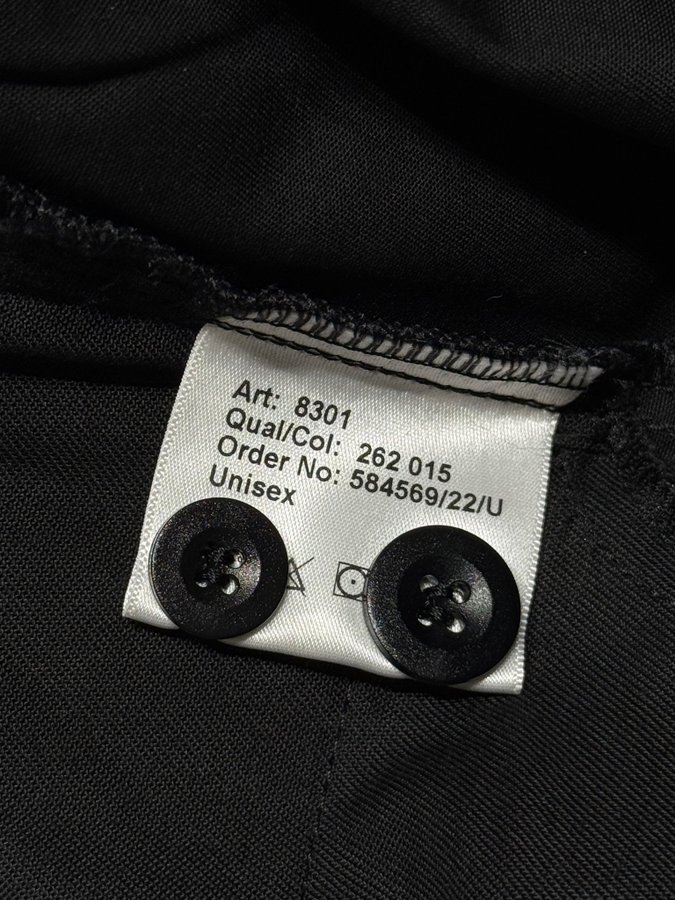 Art: 8301
Qual/Col: 262 015
Order No: 584569/22/U
Unisex